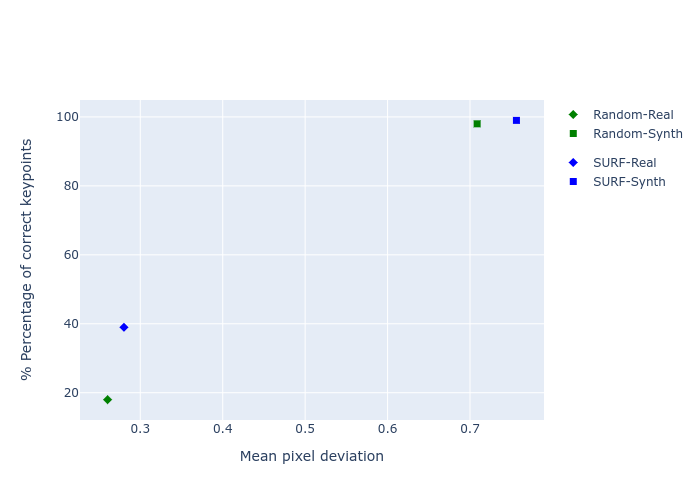 100
80
60
40
20
0.3 0.4 0.5 0.6 0.7
Mean pixel deviation
% Percentage of correct keypoints
Random-Real
Random-Synth
SURF-Real
SURF-Synth